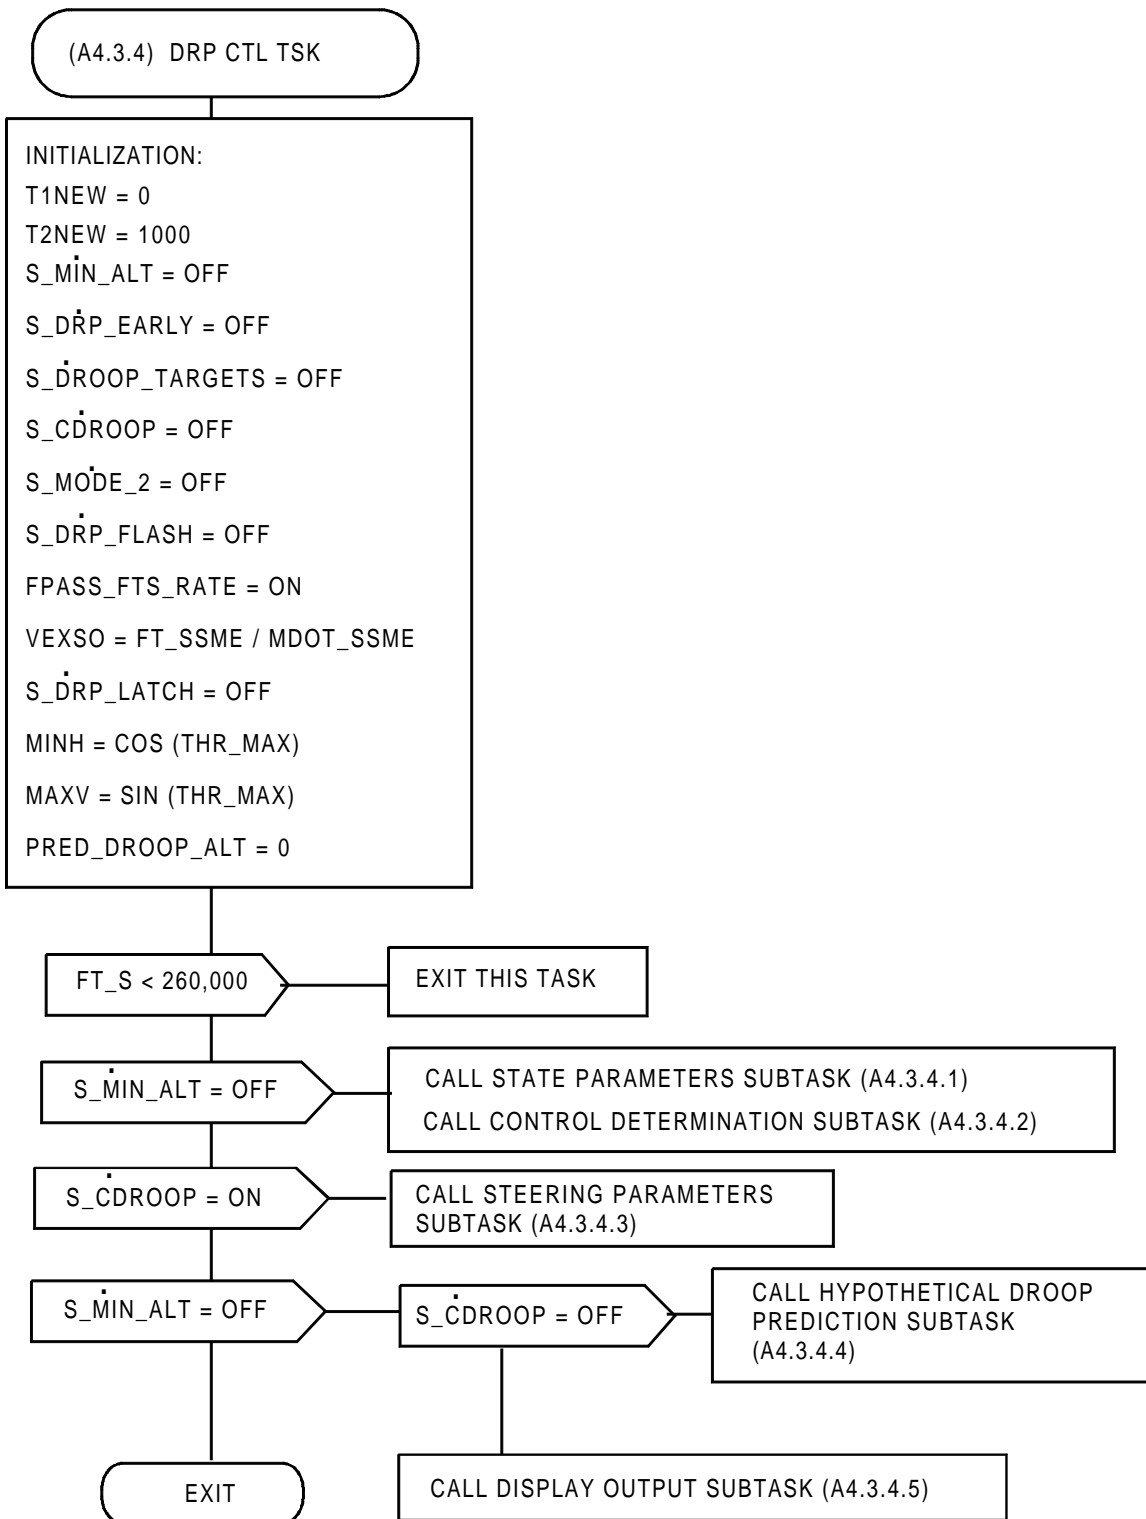 (A4.3.4) DRP CTL TSK
INITIALIZATION:
T1NEW = 0
T2NEW = 1000
S_MIN_ALT = OFF
S_DRP_EARLY = OFF
S_DROOP_TARGETS = OFF
S_CDROOP = OFF
S_MODE_2 = OFF
S_DRP_FLASH = OFF
FPASS_FTS_RATE = ON
VEXSO = FT_SSME / MDOT_SSME
S_DRP_LATCH = OFF
MINH = COS (THR_MAX)
MAXV = SIN (THR_MAX)
PRED_DROOP_ALT = 0
FT_S < 260,000
EXIT THIS TASK
S_MIN_ALT = OFF
CALL STATE PARAMETERS SUBTASK (A4.3.4.1)
CALL CONTROL DETERMINATION SUBTASK (A4.3.4.2)
S_CDROOP = ON
CALL STEERING PARAMETERS
SUBTASK (A4.3.4.3)
S_MIN_ALT = OFF
S_CDROOP = OFF
CALL HYPOTHETICAL DROOP
PREDICTION SUBTASK
(A4.3.4.4)
EXIT
CALL DISPLAY OUTPUT SUBTASK (A4.3.4.5)